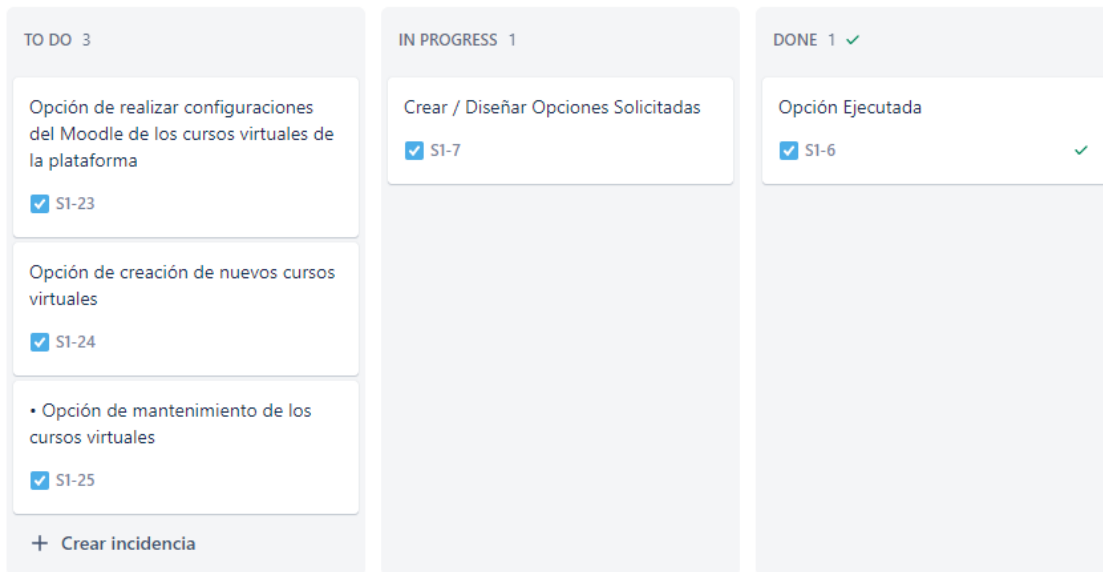 TO DO 3
Opción de realizar configuraciones
del Moodle de los cursos virtuales de
la plataforma
S1-23
Opción de creación de nuevos cursos
virtuales
S1-24
• Opción de mantenimiento de los
cursos virtuales
S1-25
+ Crear incidencia
IN PROGRESS 1
Crear / Diseñar Opciones Solicitadas
S1-7
DONE 1
Opción Ejecutada
S1-6